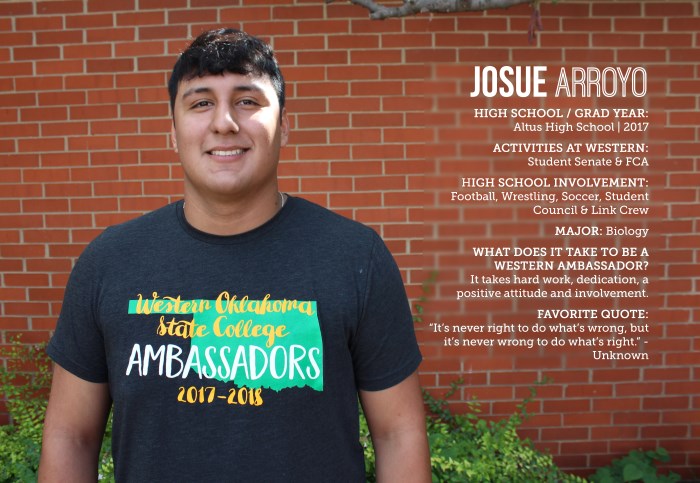 JOSUE ARROYO
HIGH SCHOOL / GRAD YEAR:
Altus High School | 2017
ACTIVITIES AT WESTERN:
Student Senate & FCA
HIGH SCHOOL INVOLVEMENT:
Football, Wrestling, Soccer, Student
Council & Link Crew
MAJOR: Biology
WHAT DOES IT TAKE TO BE A
WESTERN AMBASSADOR?
It takes hard work, dedication, a
positive attitude and involvement.
FAVORITE QUOTE:
“It’s never right to do what’s wrong, but
it’s never wrong to do what’s right.” -
Unknown
Western Oklahoma
State College
AMBASSADORS
2017-2018